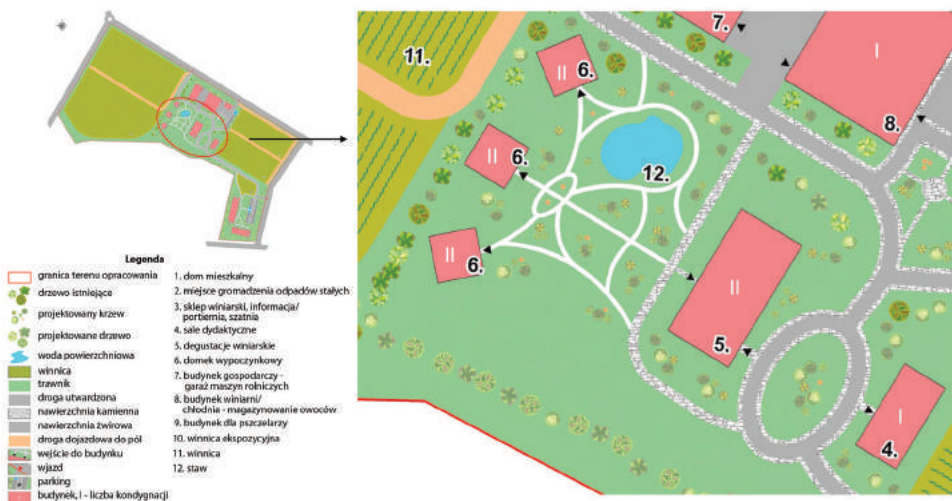 Legenda
granica terenu opracowania
drzewo istniejące
projektowany krzew
projektowane drzewo
woda powierzchniowa
winnica
trawnik
droga utwardzona
nawierzchnia kamienna
nawierzchnia żwirowa
droga dojazdowa do pól
wejście do budynku
wjazd
parking
budynek, I - liczba kondygnacji
1. dom mieszkalny
2. miejsce gromadzenia odpadów stałych
3. sklep winiarski, informacja/
portiernia, szatnia
4. sale dydaktyczne
5. degustacje winiarskie
6. domek wypoczynkowy
7. budynek gospodarczy -
garaż maszyn rolniczych
8. budynek winiarni/
chłodnia - magazynowanie owoców
9. budynek dla pszczelarzy
10. winnica ekspozycyjna
11. winnica
12. staw
7.
11.
I
II
6.
8.
II
6.
12.
II
6.
II
5.
I
4.